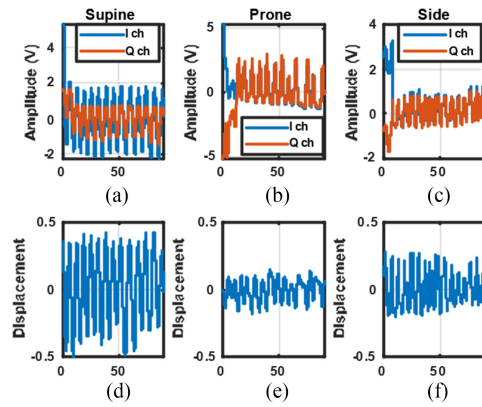 Supine
Prone
Side
Amplitude (V)
4
2
0
-2
I ch
Q ch
0
50
(a)
Amplitude (V)
5
0
-5
I ch
Q ch
0
50
(b)
Amplitude (V)
4
2
0
-2
I ch
Q ch
0
50
(c)
Displacement
0.5
0
-0.5
0
50
(d)
Displacement
0.5
0
-0.5
0
50
(e)
Displacement
0.5
0
-0.5
0
50
(f)